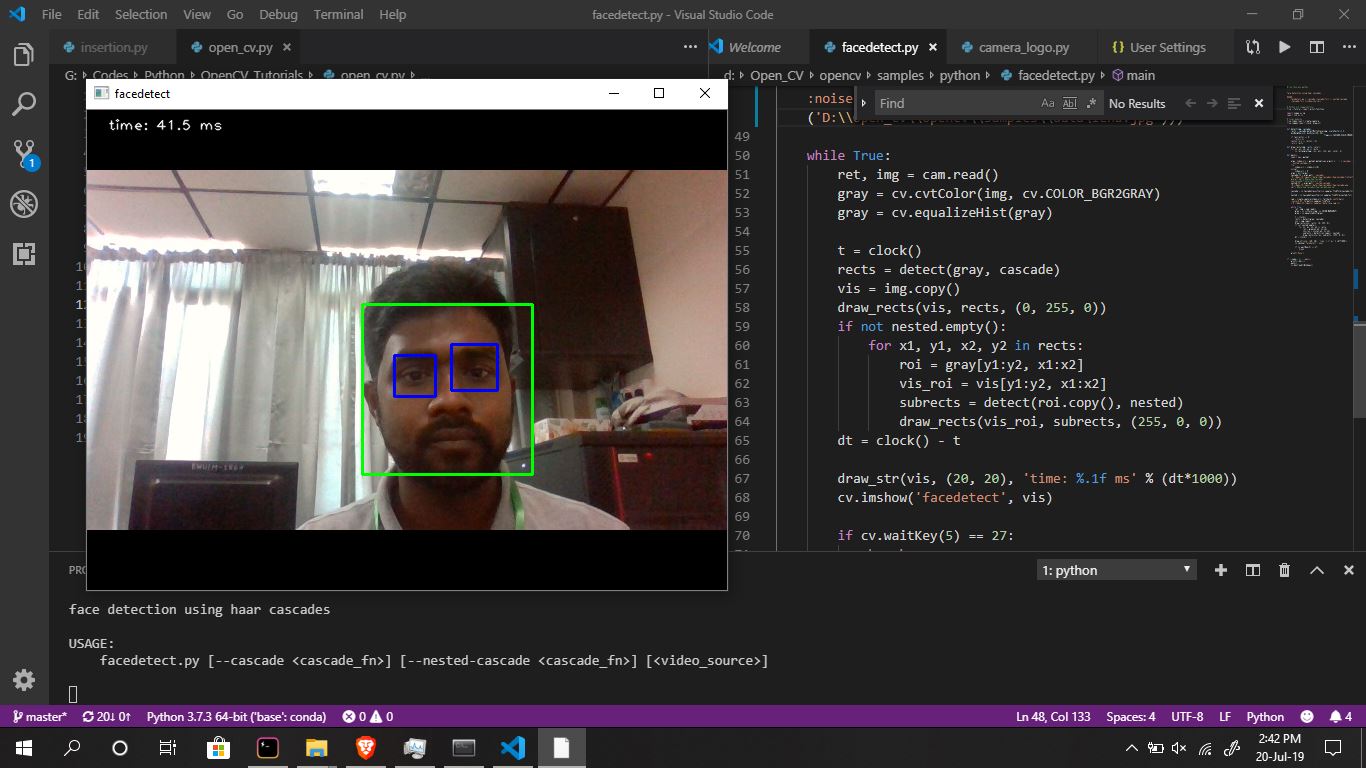 File Edit Selection View Go Debug Terminal Help
facedetect.py - Visual Studio Code
insertion.py
open_cv.py
Welcome
facedetect.py
camera_logo.py
{} User Settings
G: > Codes > Python > OpenCV_Tutorials > open_cv.py > ...
d: > Open_CV > opencv > samples > python > facedetect.py > main
facedetect
time: 41.5 ms
Find
Aa Abl .*
No Results
:noise
49
50 while True:
51 ret, img = cam.read()
52 gray = cv.cvtColor(img, cv.COLOR_BGR2GRAY)
53 gray = cv.equalizeHist(gray)
54
55 t = clock()
56 rects = detect(gray, cascade)
57 vis = img.copy()
58 draw_rects(vis, rects, (0, 255, 0))
59 if not nested.empty():
60 for x1, y1, x2, y2 in rects:
61 roi = gray[y1:y2, x1:x2]
62 vis_roi = vis[y1:y2, x1:x2]
63 subrects = detect(roi.copy(), nested)
64 draw_rects(vis_roi, subrects, (255, 0, 0))
65 dt = clock() - t
66
67 draw_str(vis, (20, 20), 'time: %.1f ms' % (dt*1000))
68 cv.imshow('facedetect', vis)
69
70 if cv.waitKey(5) == 27:
1: python
face detection using haar cascades
USAGE:
facedetect.py [--cascade <cascade_fn>] [--nested-cascade <cascade_fn>] [<video_source>]
1
master* 20↓ 0↑ Python 3.7.3 64-bit ('base': conda) 0 0
Ln 48, Col 133 Spaces: 4 UTF-8 LF Python 4
2:42 PM
20-Jul-19